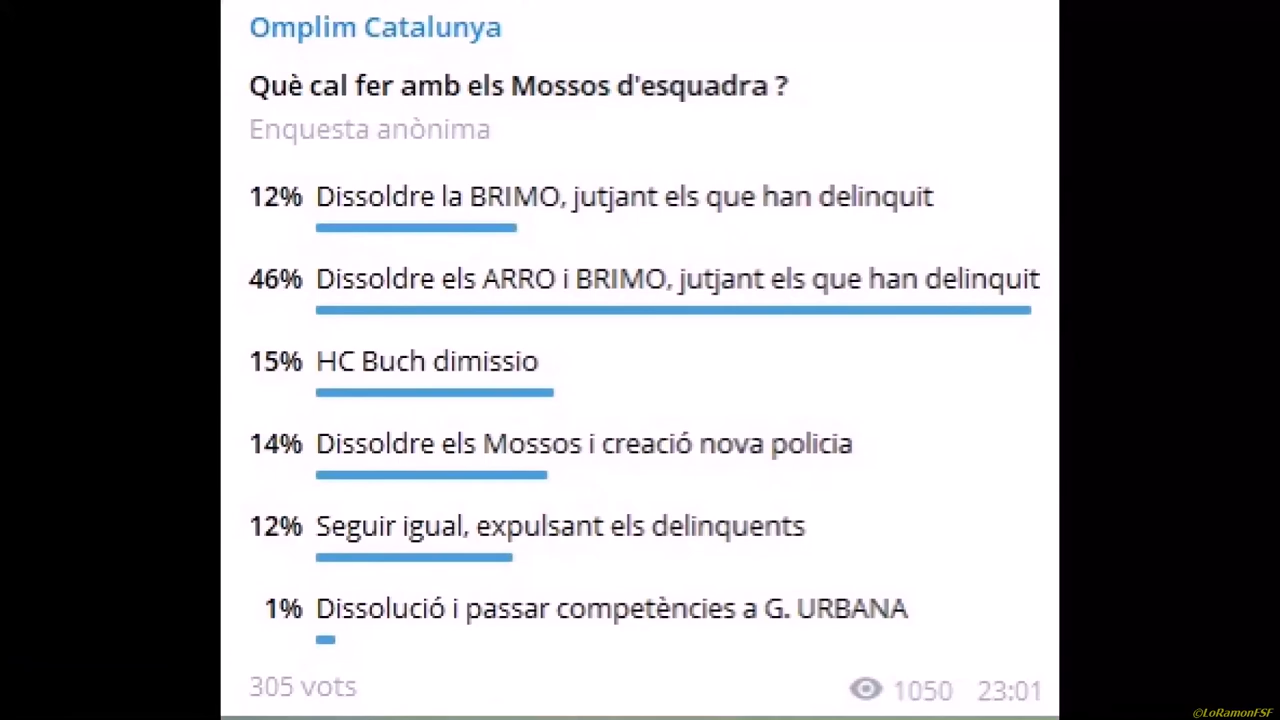 Omplim Catalunya
Què cal fer amb els Mossos d'esquadra ?
Enquesta anònima
12% Dissoldre la BRIMO, jutjant els que han delinquit
46% Dissoldre els ARRO i BRIMO, jutjant els que han delinquit
15% HC Buch dimissio
14% Dissoldre els Mossos i creació nova policia
12% Seguir igual, expulsant els delinquents
1% Dissolució i passar competències a G. URBANA
305 vots 1050 23:01
©LoRamonFSF